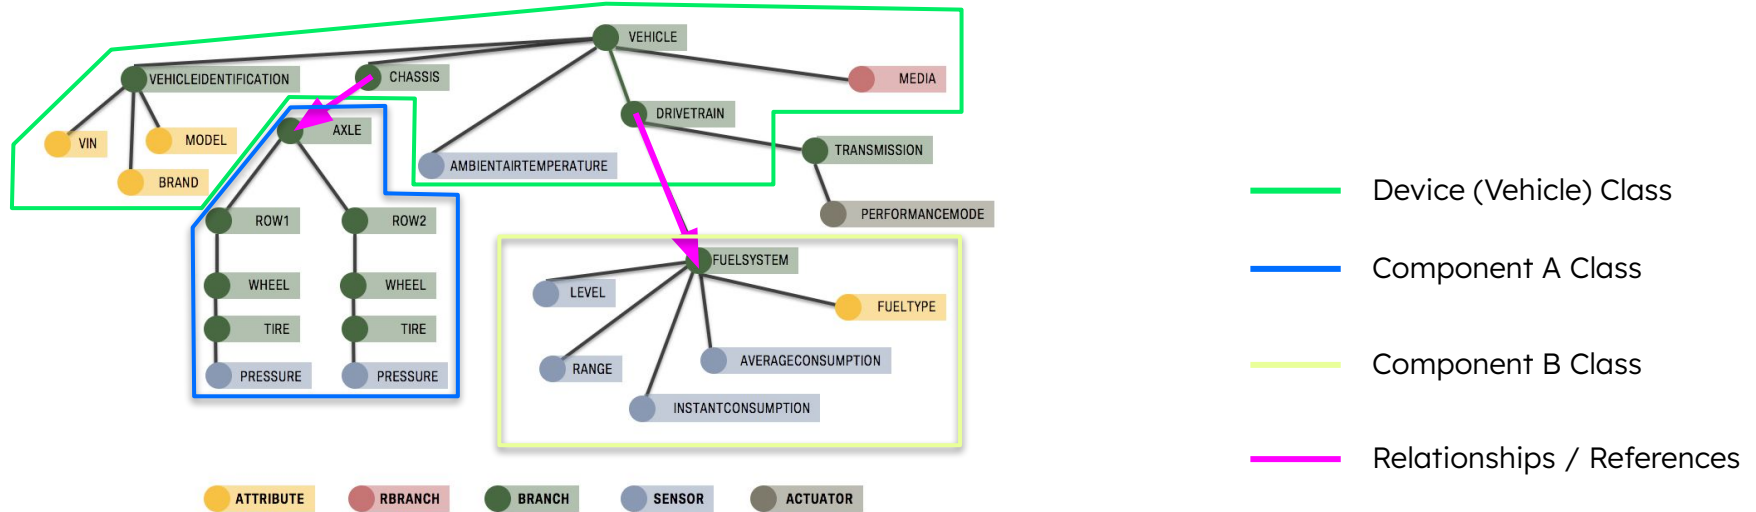 VEHICLE
VEHICLEIDENTIFICATION
CHASSIS
MEDIA
DRIVETRAIN
AXLE
VIN
MODEL
TRANSMISSION
AMBIENTAIRTEMPERATURE
BRAND
PERFORMANCEMODE
ROW1
ROW2
FUELSYSTEM
WHEEL
WHEEL
LEVEL
FUELTYPE
TIRE
TIRE
AVERAGECONSUMPTION
RANGE
PRESSURE
PRESSURE
INSTANTCONSUMPTION
ATTRIBUTE
RBRANCH
BRANCH
SENSOR
ACTUATOR
Device (Vehicle) Class
Component A Class
Component B Class
Relationships / References